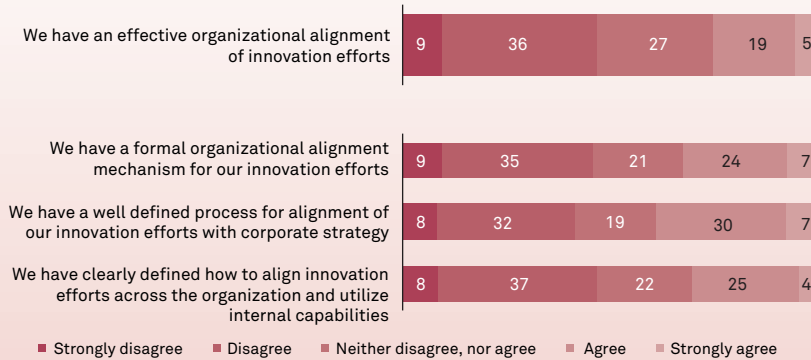 We have an effective organizational alignment
of innovation efforts
9 36 27 19 5
We have a formal organizational alignment
mechanism for our innovation efforts
9 35 21 24 7
We have a well defined process for alignment of
our innovation efforts with corporate strategy
8 32 19 30 7
We have clearly defined how to align innovation
efforts across the organization and utilize
internal capabilities
8 37 22 25 4
Strongly disagree Disagree Neither disagree, nor agree Agree Strongly agree